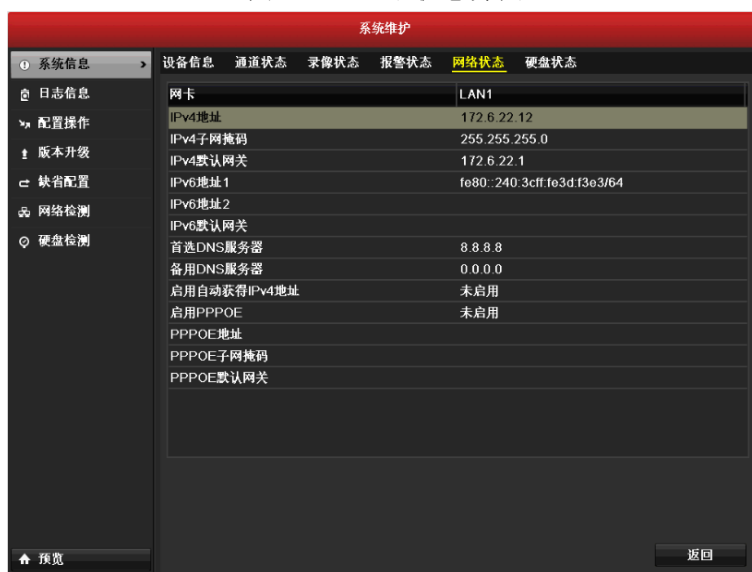 系统维护
系统信息
日志信息
配置操作
版本升级
缺省配置
网络检测
硬盘检测
预览
设备信息 通道状态 录像状态 报警状态 网络状态 硬盘状态
网卡 LAN1
IPv4地址 172.6.22.12
IPv4子网掩码 255.255.255.0
IPv4默认网关 172.6.22.1
IPv6地址1 fe80::240:3cff:fe3d:f3e3/64
IPv6地址2
IPv6默认网关
首选DNS服务器 8.8.8.8
备用DNS服务器 0.0.0.0
启用自动获得IPv4地址 未启用
启用PPPOE 未启用
PPPOE地址
PPPOE子网掩码
PPPOE默认网关
返回